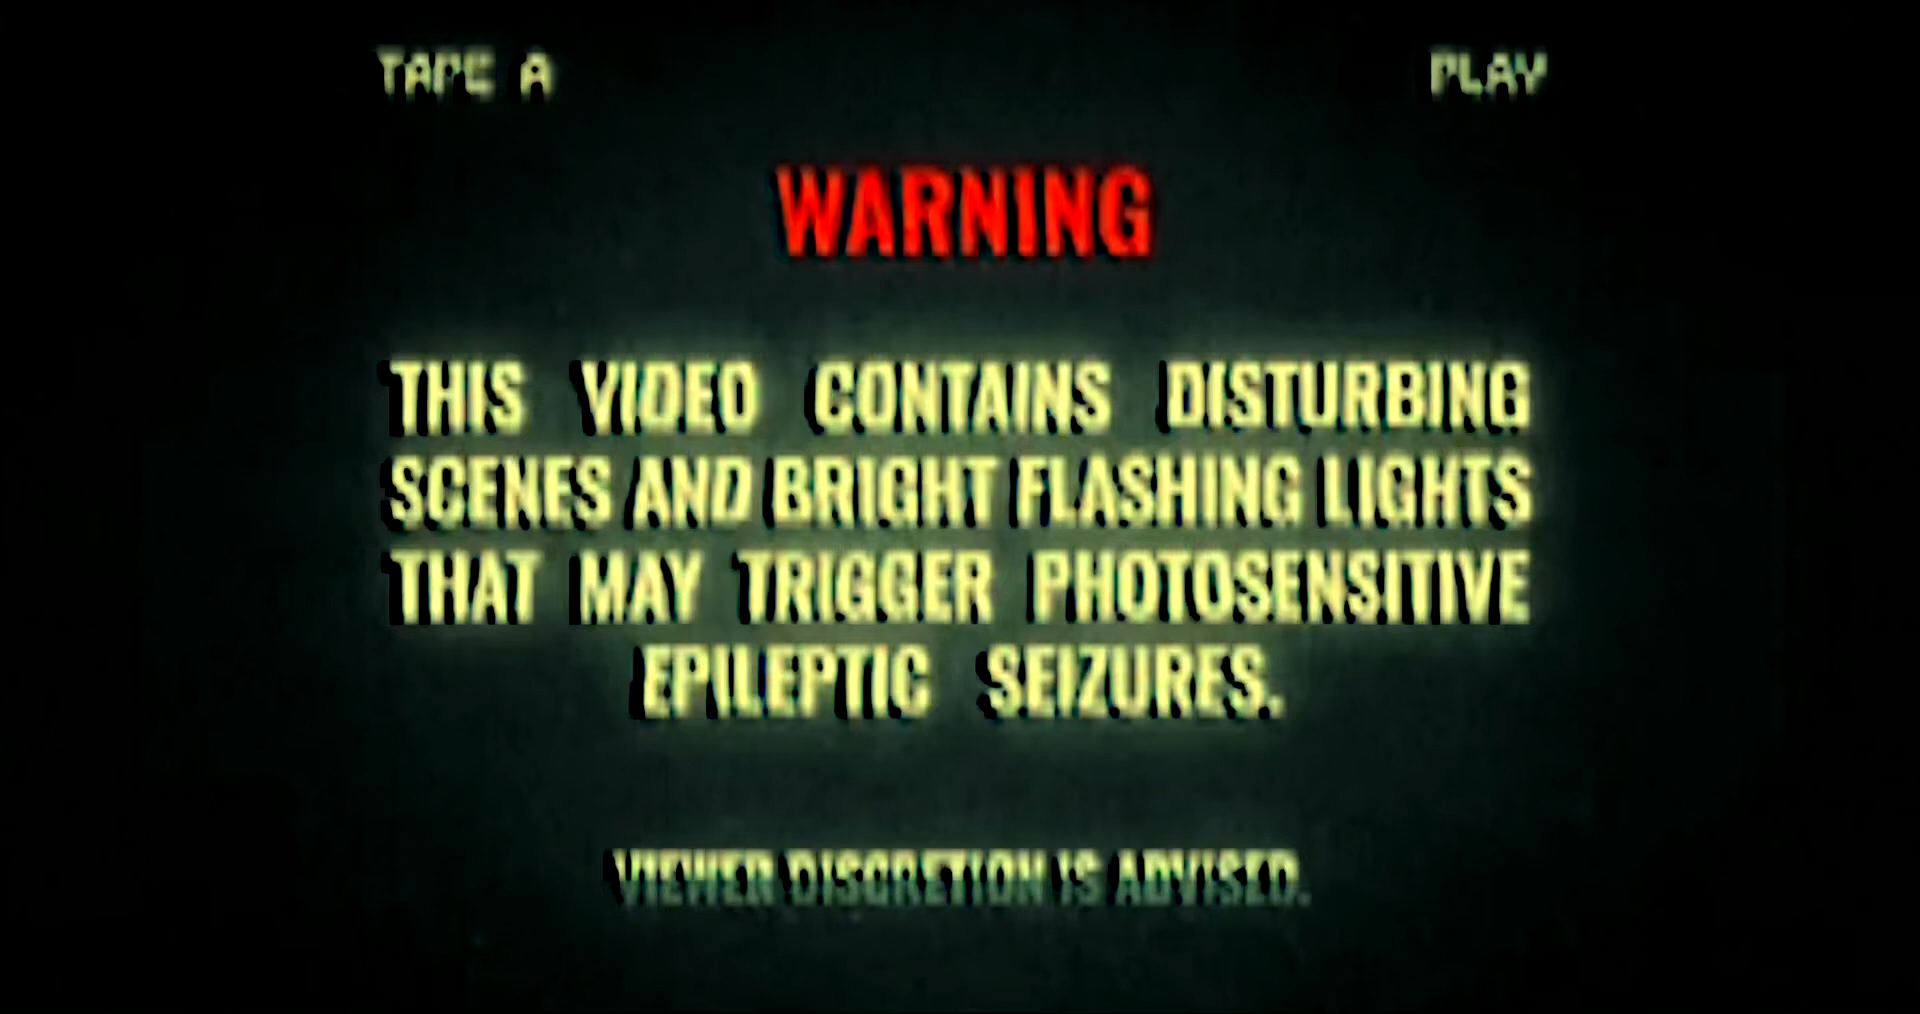 TAPE A PLAY
WARNING
THIS VIDEO CONTAINS DISTURBING
SCENES AND BRIGHT FLASHING LIGHTS
THAT MAY TRIGGER PHOTOSENSITIVE
EPILEPTIC SEIZURES.
VIEWER DISCRETION IS ADVISED.